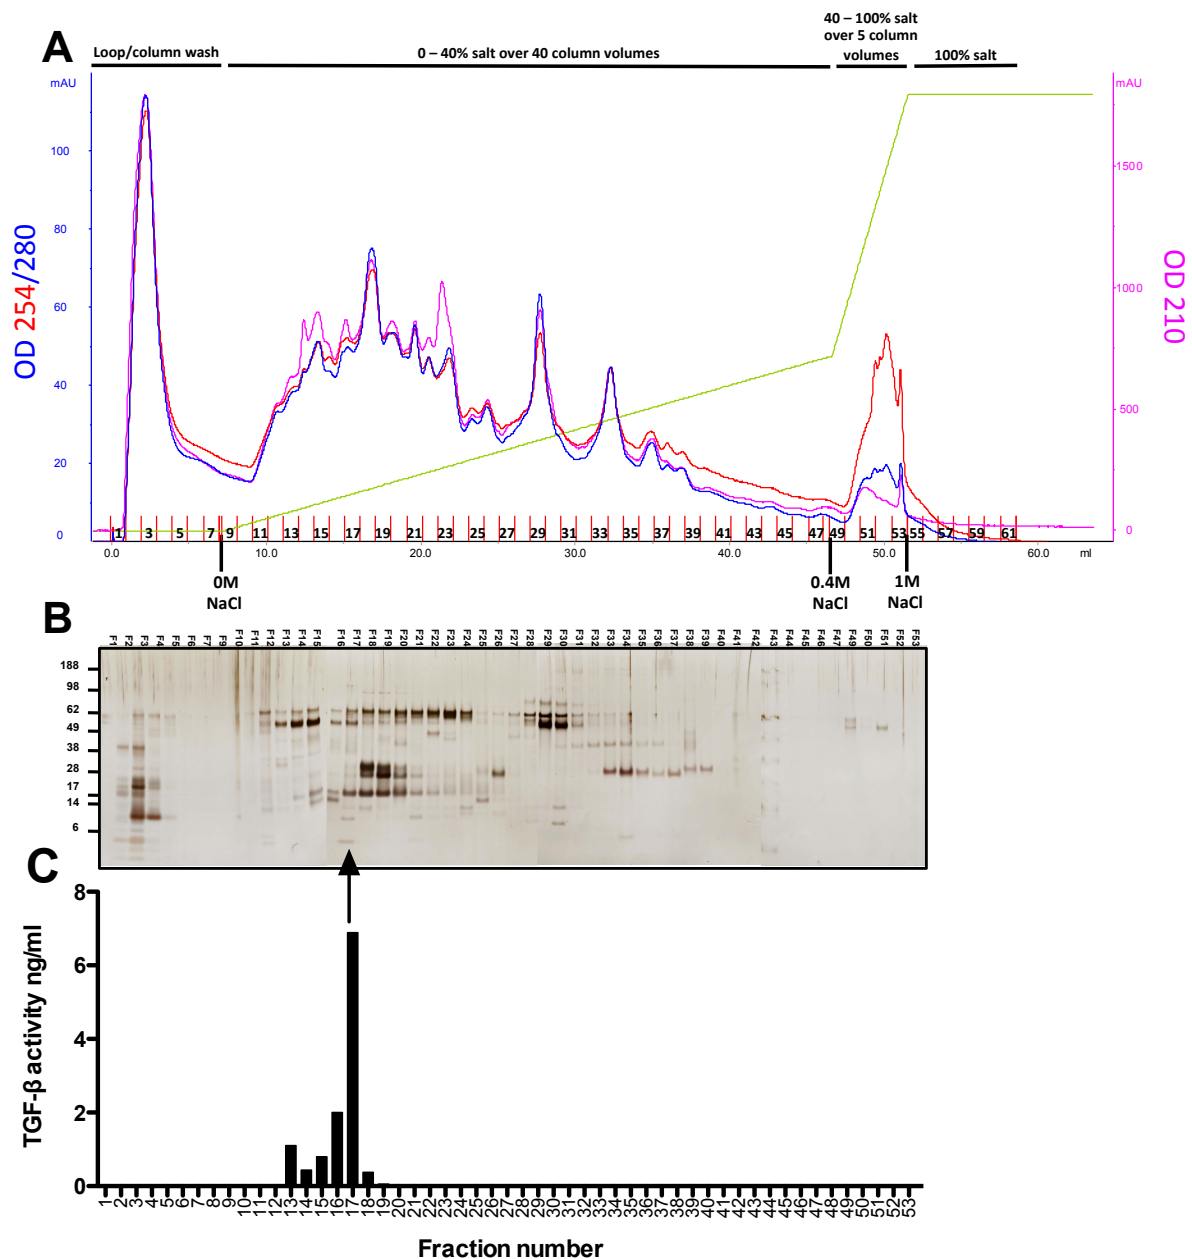 A
Loop/column wash
0 – 40% salt over 40 column volumes
40 – 100% salt
over 5 column
volumes
100% salt
mAU
mAU
100
80
60
40
20
0
OD 254/280
1500
1000
500
0
OD 210
1 3 5 7 9 11 13 15 17 19 21 23 25 27 29 31 33 35 37 39 41 43 45 47 49 51 53 55 57 59 61
0.0 10.0 20.0 30.0 40.0 50.0 60.0 ml
0M
NaCl
0.4M
NaCl
1M
NaCl
B
F1 F2 F3 F4 F5 F6 F7 F9 F10 F11 F12 F13 F14 F15 F16 F17 F18 F19 F20 F21 F22 F23 F24 F25 F26 F27 F28 F29 F30 F31 F32 F33 F34 F35 F36 F37 F38 F39 F40 F41 F42 F43 F44 F45 F46 F47 F49 F50 F51 F52 F53
188
98
62
49
38
28
17
14
6
C
8
6
4
2
0
TGF-β activity ng/ml
1 2 3 4 5 6 7 8 9 10 11 12 13 14 15 16 17 18 19 20 21 22 23 24 25 26 27 28 29 30 31 32 33 34 35 36 37 38 39 40 41 42 43 44 45 46 47 48 49 50 51 52 53
Fraction number